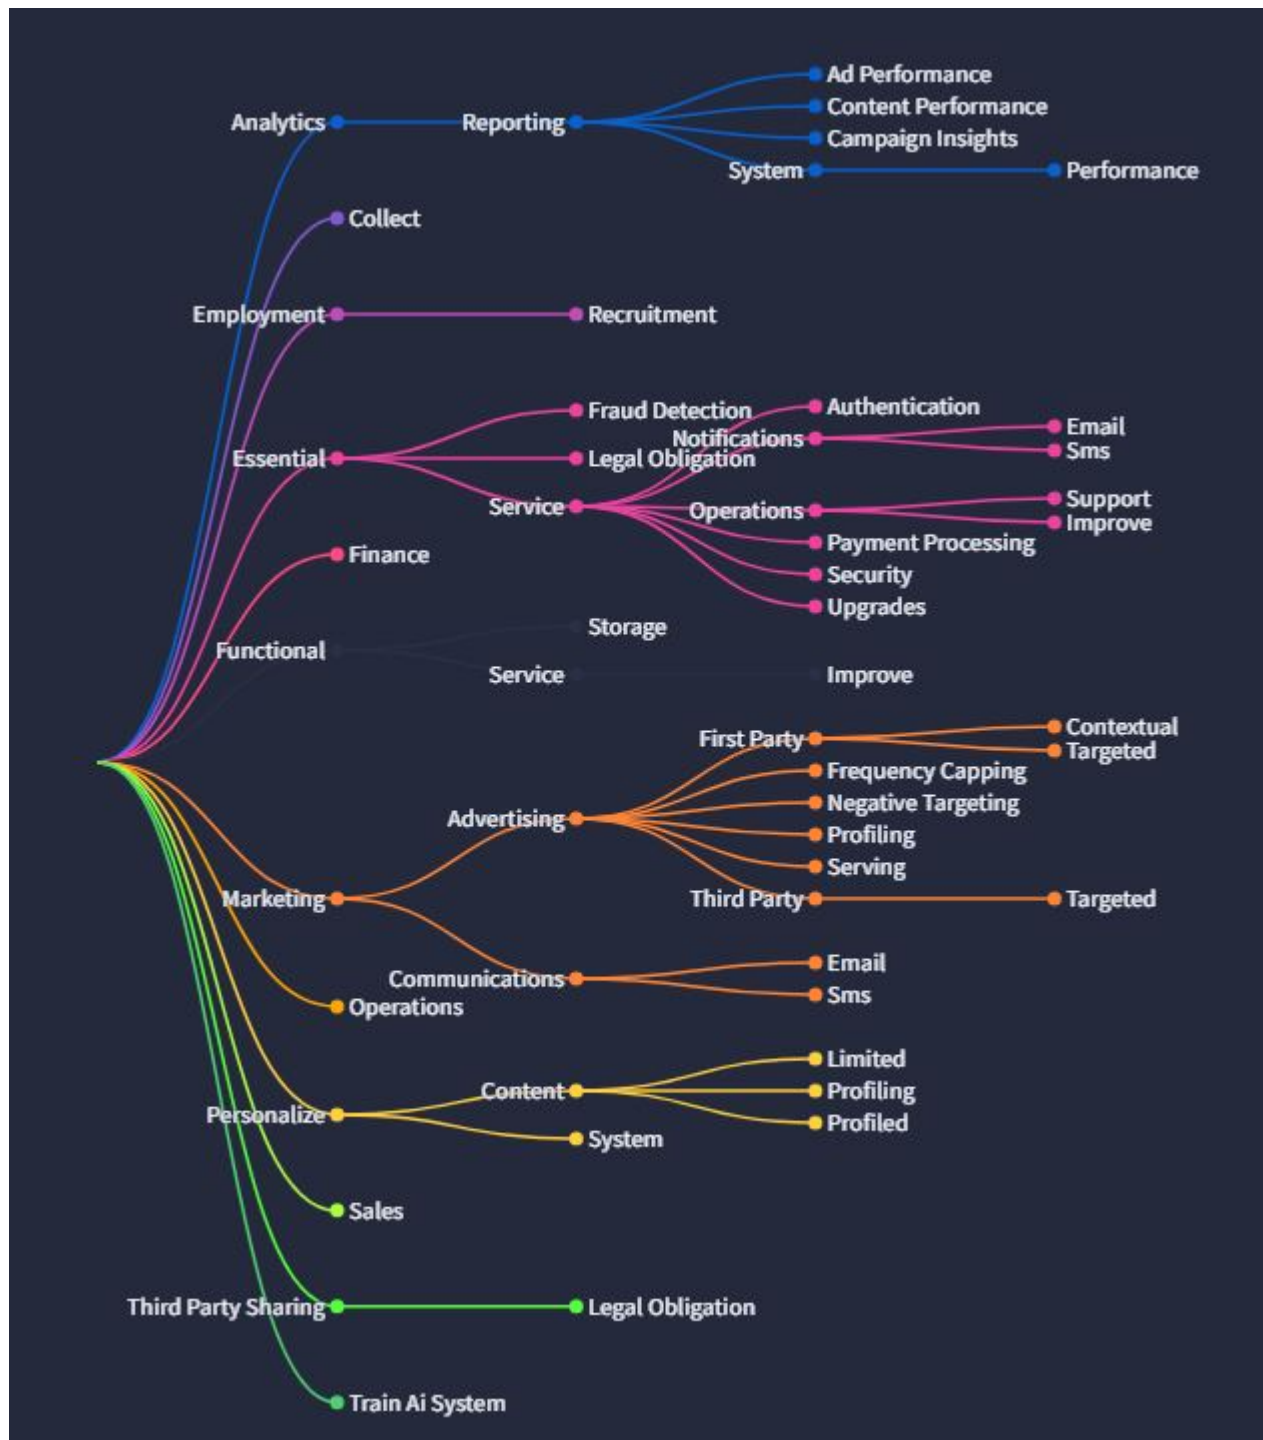 Ad Performance
Content Performance
Analytics Reporting
Campaign Insights
System Performance
Collect
Employment Recruitment
Authentication
Fraud Detection
Email
Notifications
Sms
Essential Legal Obligation
Support
Service Operations
Improve
Payment Processing
Finance
Security
Upgrades
Storage
Functional
Service Improve
Contextual
First Party
Targeted
Frequency Capping
Negative Targeting
Advertising
Profiling
Serving
Marketing Third Party Targeted
Email
Communications
Sms
Operations
Limited
Content Profiling
Personalize
Profiled
System
Sales
Third Party Sharing Legal Obligation
Train Ai System